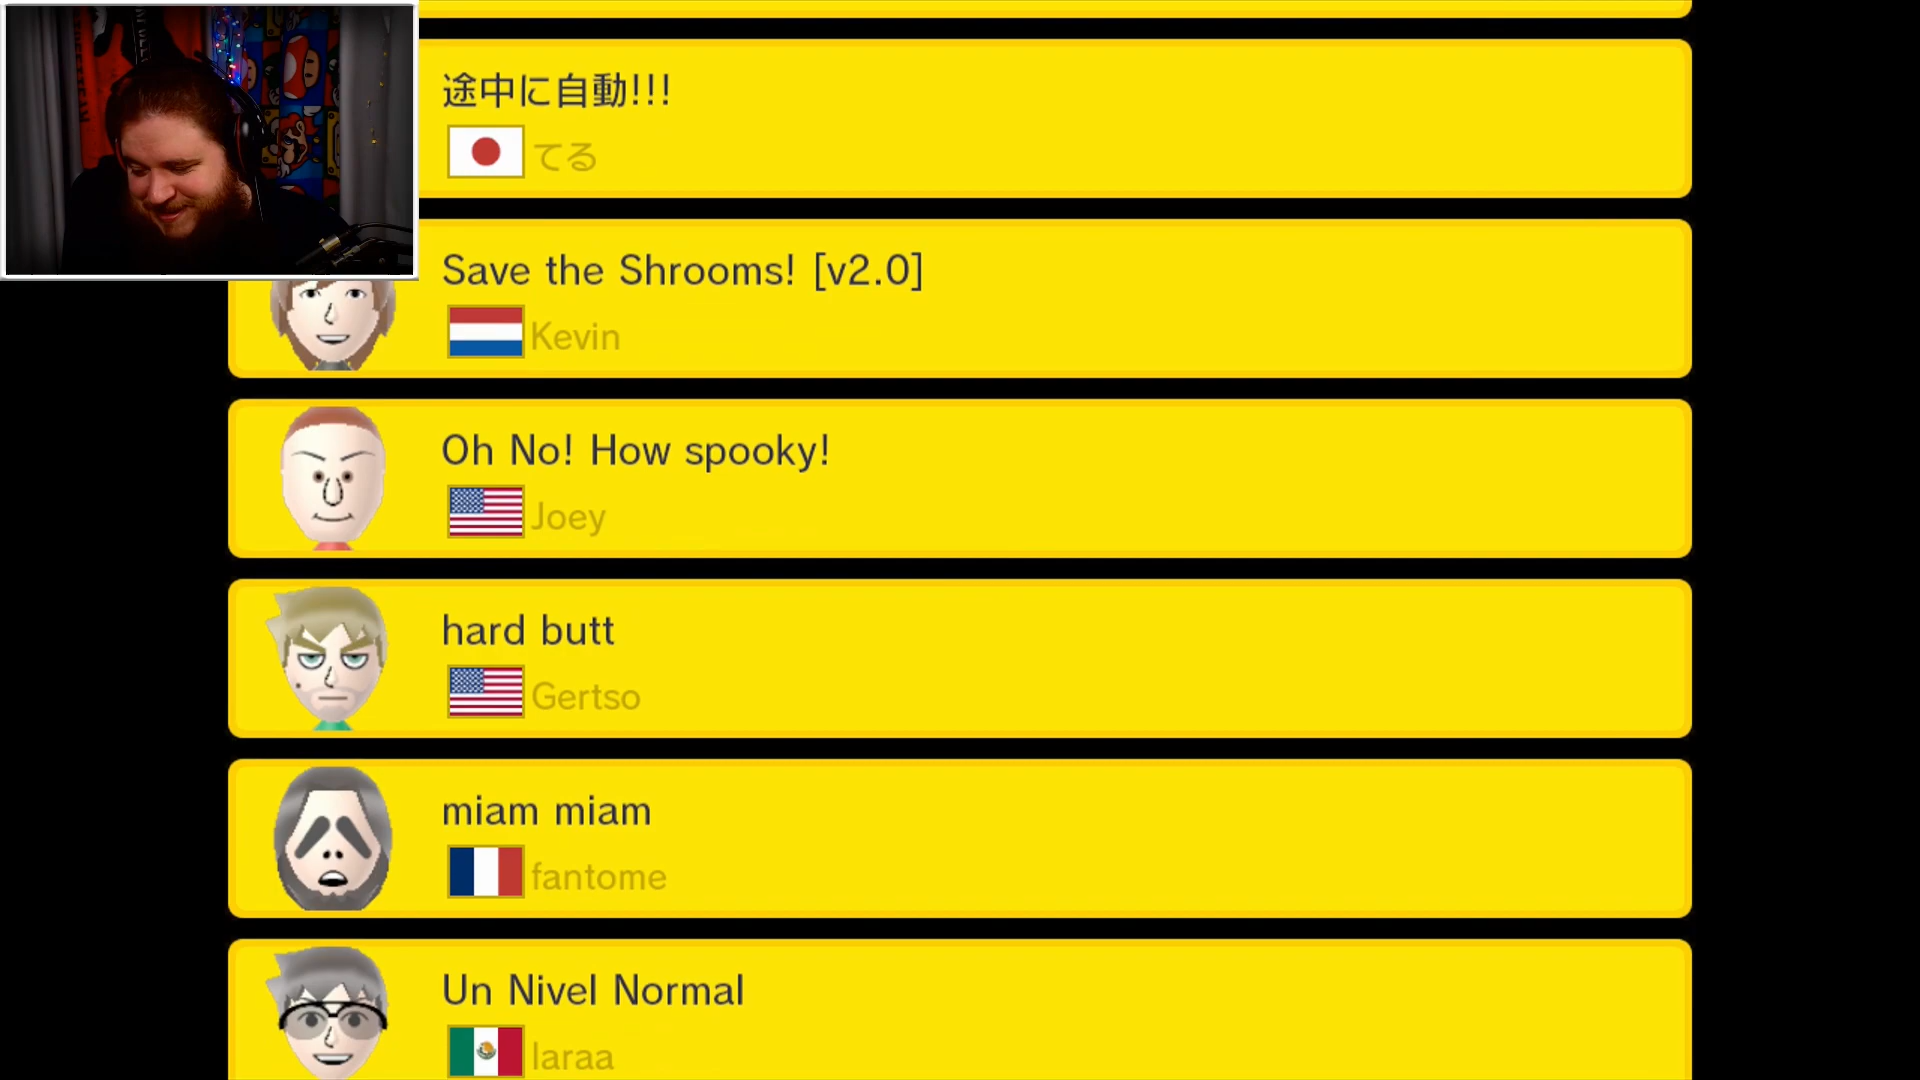 途中に自動!!!
てる
Save the Shrooms! [v2.0]
Kevin
Oh No! How spooky!
Joey
hard butt
Gertso
miam miam
fantome
Un Nivel Normal
laraa